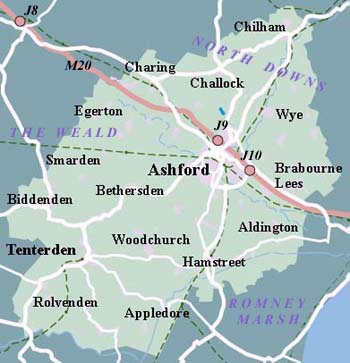 J8
Chilham
NORTH DOWNS
M20
Charing
Challock
Egerton
Wye
J9
THE WEALD
Smarden
Ashford
J10
Brabourne
Lees
Bethersden
Biddenden
Aldington
Woodchurch
Tenterden
Hamstreet
Rolvenden
Appledore
ROMNEY
MARSH